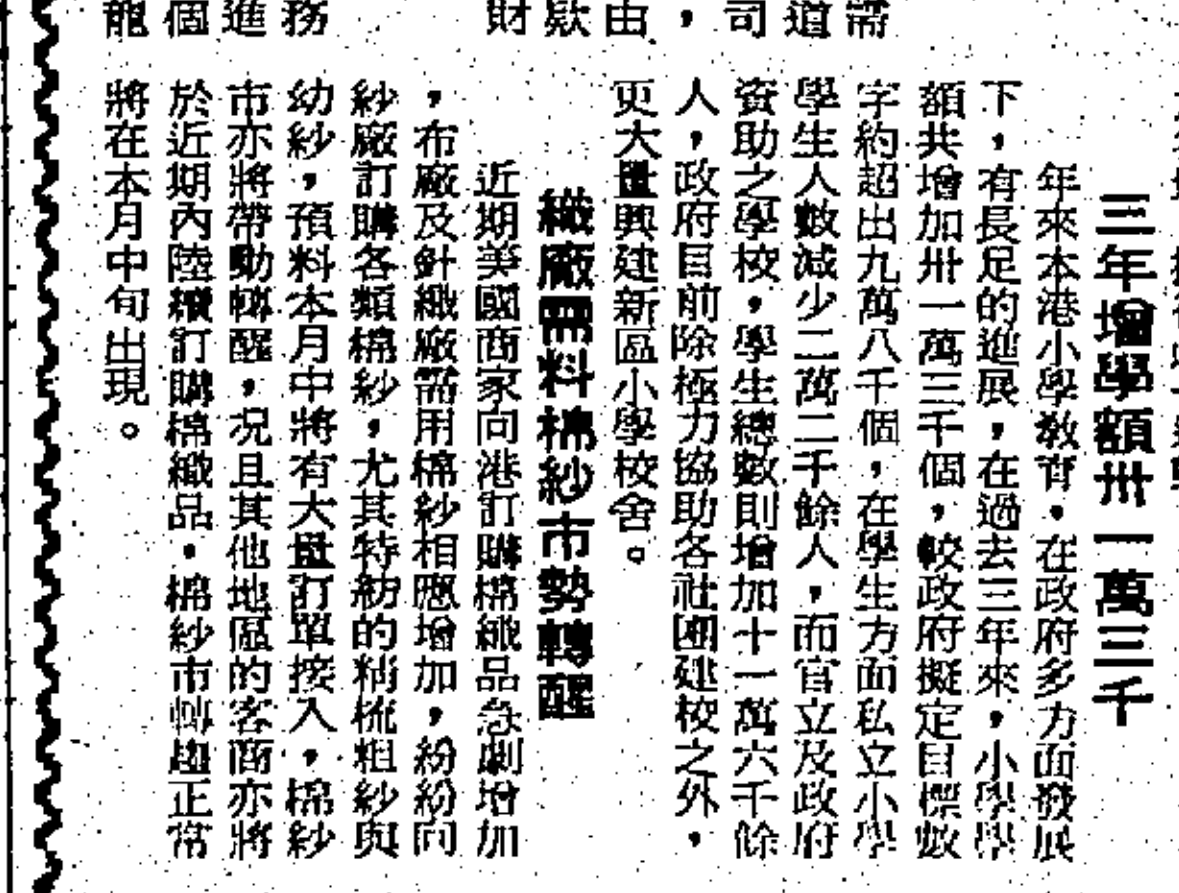 需
道
司
，
由
欵
財
務
進
個
龍
三年增學額卅一萬三千
年來本港小學教育，在政府多方面發展
下，有長足的進展，在過去三年來，小學學
額共增加卅一萬三千個，較政府擬定目標數
字約超出九萬八千個，在學生方面私立小學
學生人數減少二萬二千餘人，而官立及政府
資助之學校，學生總數則增加十一萬六千餘
人，政府目前除極力協助各社團建校之外，
更大量興建新區小學校舍。
織廠需料棉紗市勢轉醒
近期美國商家向港訂購棉織品急劇增加
，布廠及針織廠需用棉紗相應增加，紛紛向
紗廠訂購各類棉紗，尤其特紡的精梳粗紗與
幼紗，預料本月中將有大量訂單接入，棉紗
市亦將帶動轉醒，况且其他地區的客商亦將
於近期內陸續訂購棉織品，棉紗市轉趨正常
將在本月中旬出現。